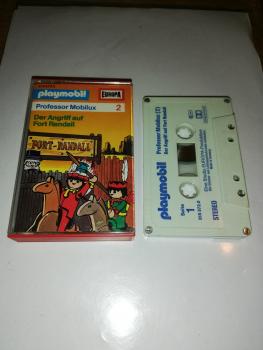 playmobil
EUROPA
Professor Mobilux 2
Der Angriff auf
Fort Randall
FORT-RANDALL
playmobil
Professor Mobilux (2)
Der Angriff auf Fort Randall
Seite
1
STEREO